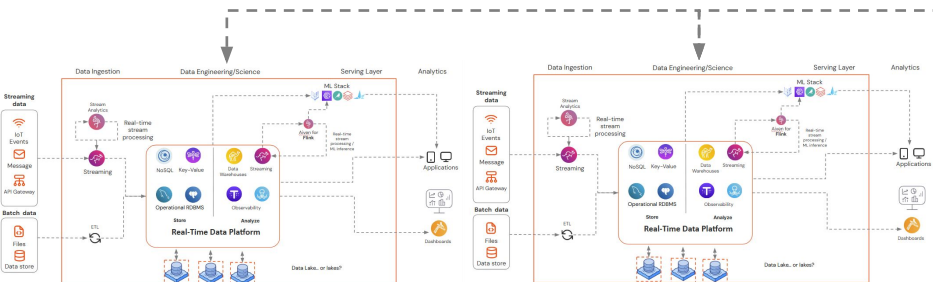 Data Ingestion
Data Engineering/Science
Serving Layer
Analytics
ML Stack
Streaming
data
IoT
Events
Message
API Gateway
Batch data
Files
Data store
Stream
Analytics
Real-time
stream
processing
Streaming
ETL
Aiven for
Flink
Real-time
stream
processing /
ML inference
NoSQL
Key-Value
Data
Warehouses
Streaming
Operational RDBMS
Observability
Store
Analyze
Real-Time Data Platform
Data Lake... or lakes?
Applications
Dashboards
Data Ingestion
Data Engineering/Science
Serving Layer
Analytics
ML Stack
Streaming
data
IoT
Events
Message
API Gateway
Batch data
Files
Data store
Stream
Analytics
Real-time
stream
processing
Streaming
ETL
Aiven for
Flink
Real-time
stream
processing /
ML inference
NoSQL
Key-Value
Data
Warehouses
Streaming
Operational RDBMS
Observability
Store
Analyze
Real-Time Data Platform
Data Lake... or lakes?
Applications
Dashboards